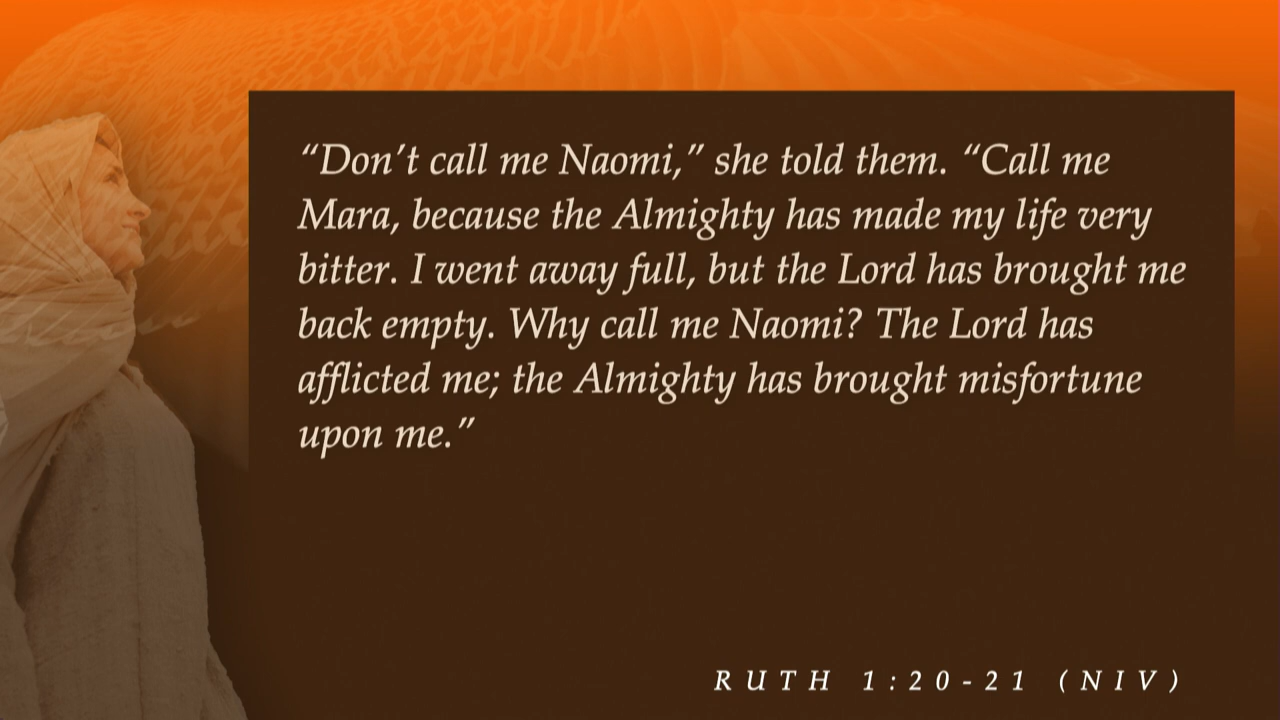 “Don’t call me Naomi,” she told them. “Call me
Mara, because the Almighty has made my life very
bitter. I went away full, but the Lord has brought me
back empty. Why call me Naomi? The Lord has
afflicted me; the Almighty has brought misfortune
upon me.”
RUTH 1:20-21 (NIV)